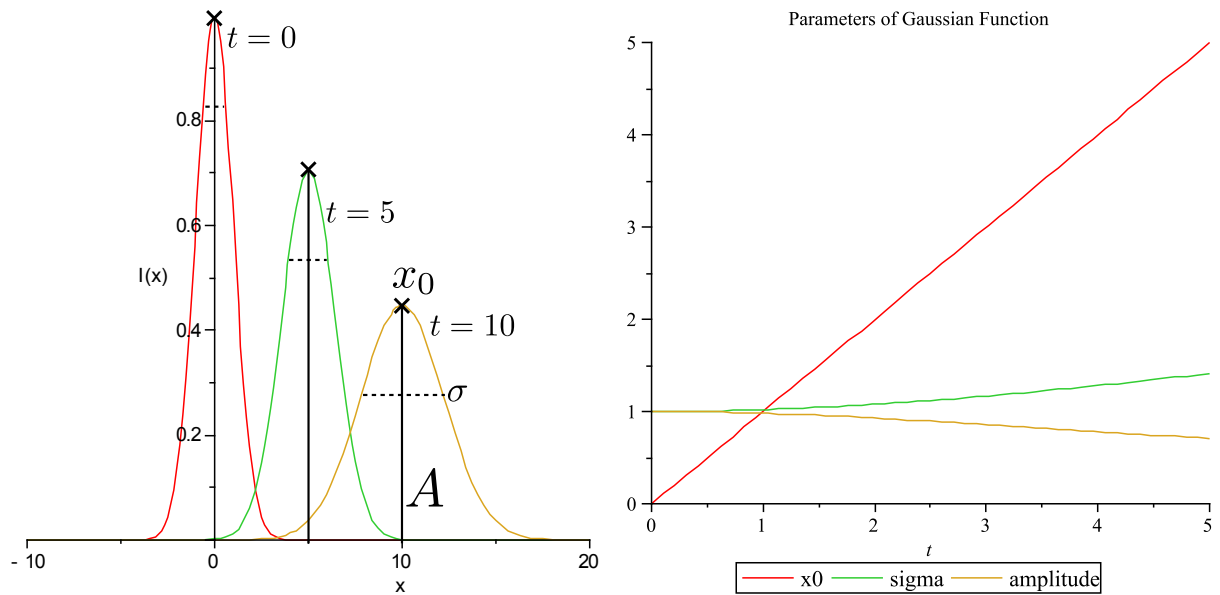 t = 0
0.8
t = 5
0.6
I(x)
x₀
t = 10
0.4
σ
0.2
A
- 10
0
10
20
x
Parameters of Gaussian Function
5
4
3
2
1
0
0
1
2
3
4
5
t
x0 sigma amplitude